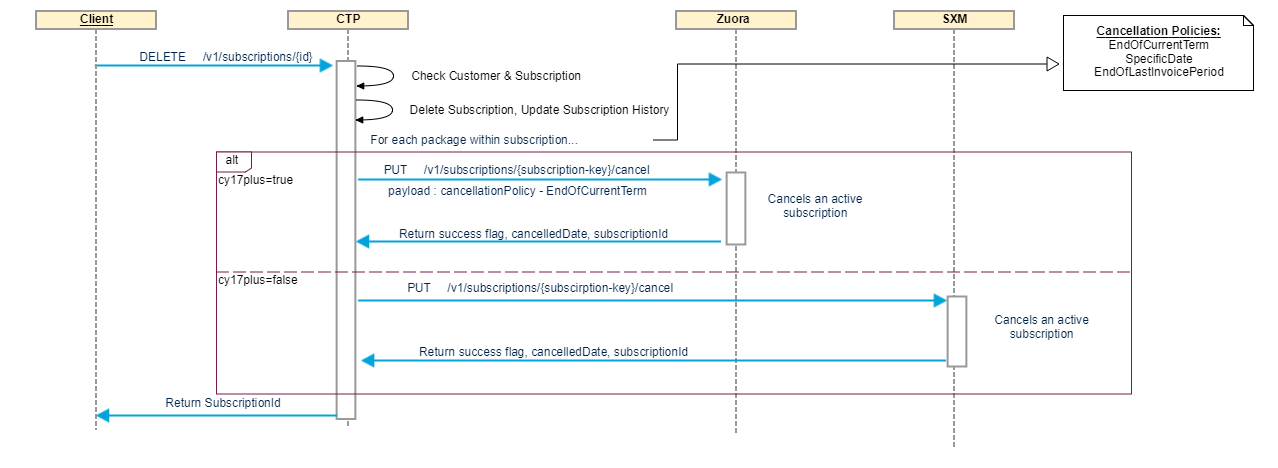 Client
CTP
Zuora
SXM
Cancellation Policies:
EndOfCurrentTerm
SpecificDate
EndOfLastInvoicePeriod
DELETE /v1/subscriptions/{id}
Check Customer & Subscription
Delete Subscription, Update Subscription History
For each package within subscription...
alt
cy17plus=true
PUT /v1/subscriptions/{subscription-key}/cancel
payload : cancellationPolicy - EndOfCurrentTerm
Cancels an active
subscription
Return success flag, cancelledDate, subscriptionId
cy17plus=false
PUT /v1/subscriptions/{subscirption-key}/cancel
Cancels an active
subscription
Return success flag, cancelledDate, subscriptionId
Return SubscriptionId